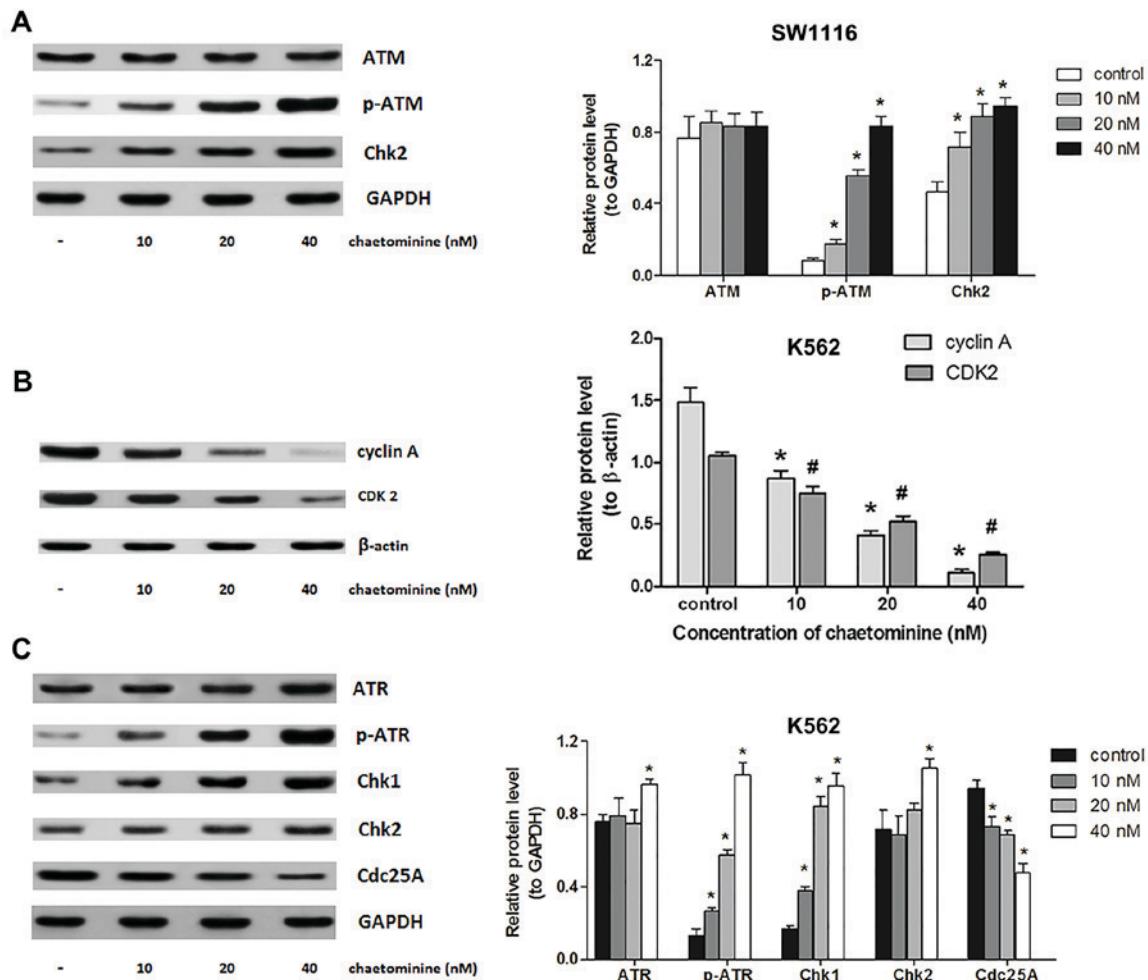 A
ATM
p-ATM
Chk2
GAPDH
- 10 20 40 chaetominine (nM)
SW1116
Relative protein level
(to GAPDH)
1.2
0.8
0.4
0.0
ATM p-ATM Chk2
* * * * * *
control
10 nM
20 nM
40 nM
B
cyclin A
CDK 2
β-actin
- 10 20 40 chaetominine (nM)
K562
cyclin A
CDK2
Relative protein level
(to β-actin)
2.0
1.5
1.0
0.5
0.0
* # * # * #
control 10 20 40
Concentration of chaetominine (nM)
C
ATR
p-ATR
Chk1
Chk2
Cdc25A
GAPDH
- 10 20 40 chaetominine (nM)
K562
Relative protein level
(to GAPDH)
1.2
0.8
0.4
0.0
* * * * * * * * * * *
ATR p-ATR Chk1 Chk2 Cdc25A
control
10 nM
20 nM
40 nM